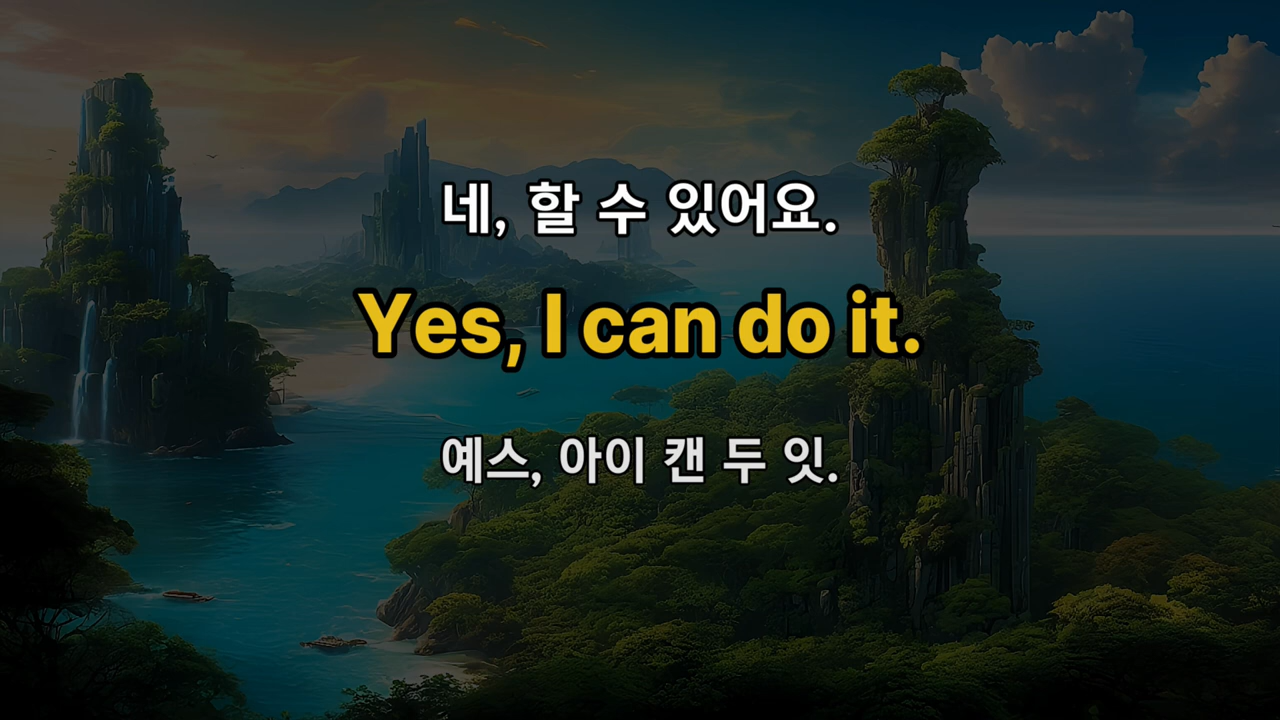 네, 할 수 있어요.
Yes, I can do it.
예스, 아이 캔 두 잇.